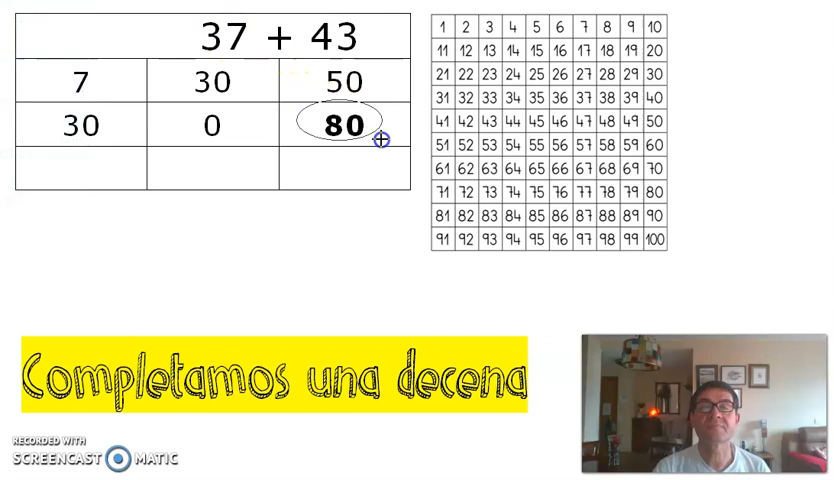 37 + 43
7 30 50
30 0 80
1 2 3 4 5 6 7 8 9 10
11 12 13 14 15 16 17 18 19 20
21 22 23 24 25 26 27 28 29 30
31 32 33 34 35 36 37 38 39 40
41 42 43 44 45 46 47 48 49 50
51 52 53 54 55 56 57 58 59 60
61 62 63 64 65 66 67 68 69 70
71 72 73 74 75 76 77 78 79 80
81 82 83 84 85 86 87 88 89 90
91 92 93 94 95 96 97 98 99 100
Completamos una decena
RECORDED WITH
SCREENCAST MATIC